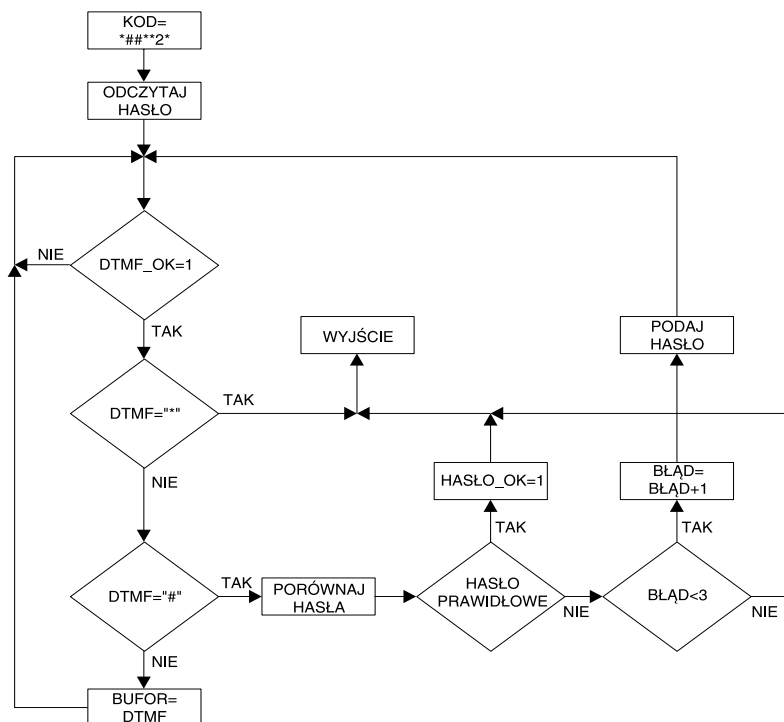 KOD=
*##**2*
ODCZYTAJ
HASŁO
NIE
DTMF_OK=1
TAK
WYJŚCIE
PODAJ
HASŁO
DTMF="*"
TAK
NIE
HASŁO_OK=1
BŁĄD=
BŁĄD+1
TAK
TAK
DTMF="#"
TAK
PORÓWNAJ
HASŁA
HASŁO
PRAWIDŁOWE
NIE
BŁĄD<3
NIE
NIE
BUFOR=
DTMF